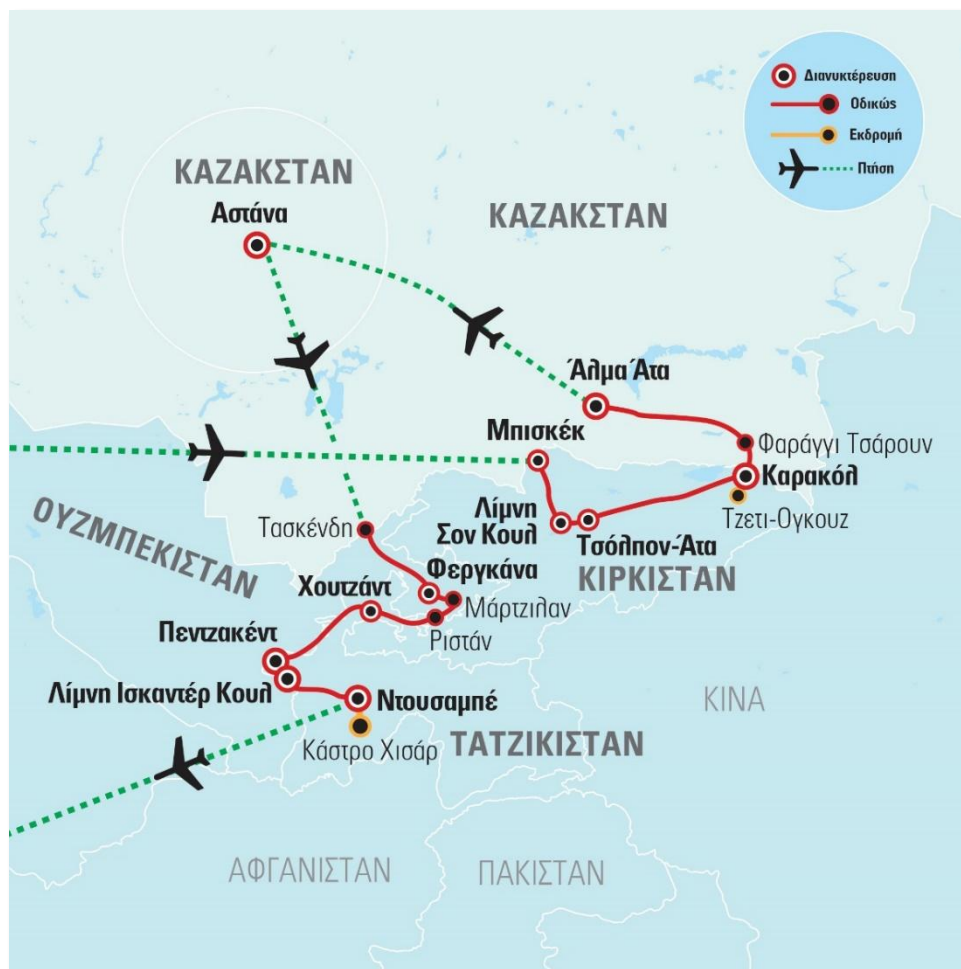 Διανυκτέρευση
Οδικώς
Εκδρομή
Πτήση
ΚΑΖΑΚΣΤΑΝ
Αστάνα
ΚΑΖΑΚΣΤΑΝ
Άλμα Άτα
Μπισκέκ
Φαράγγι Τσάρουν
Καρακόλ
Τζετι-Ογκουζ
Λίμνη
Σον Κουλ
Τσόλπον-Άτα
ΚΙΡΚΙΣΤΑΝ
ΟΥΖΜΠΕΚΙΣΤΑΝ
Τασκένδη
Φεργκάνα
Χουτζάντ
Μάρτζιλαν
Ριστάν
Πεντζακέντ
Λίμνη Ισκαντέρ Κουλ
Ντουσαμπέ
ΚΙΝΑ
Κάστρο Χισάρ
ΤΑΤΖΙΚΙΣΤΑΝ
ΑΦΓΑΝΙΣΤΑΝ
ΠΑΚΙΣΤΑΝ